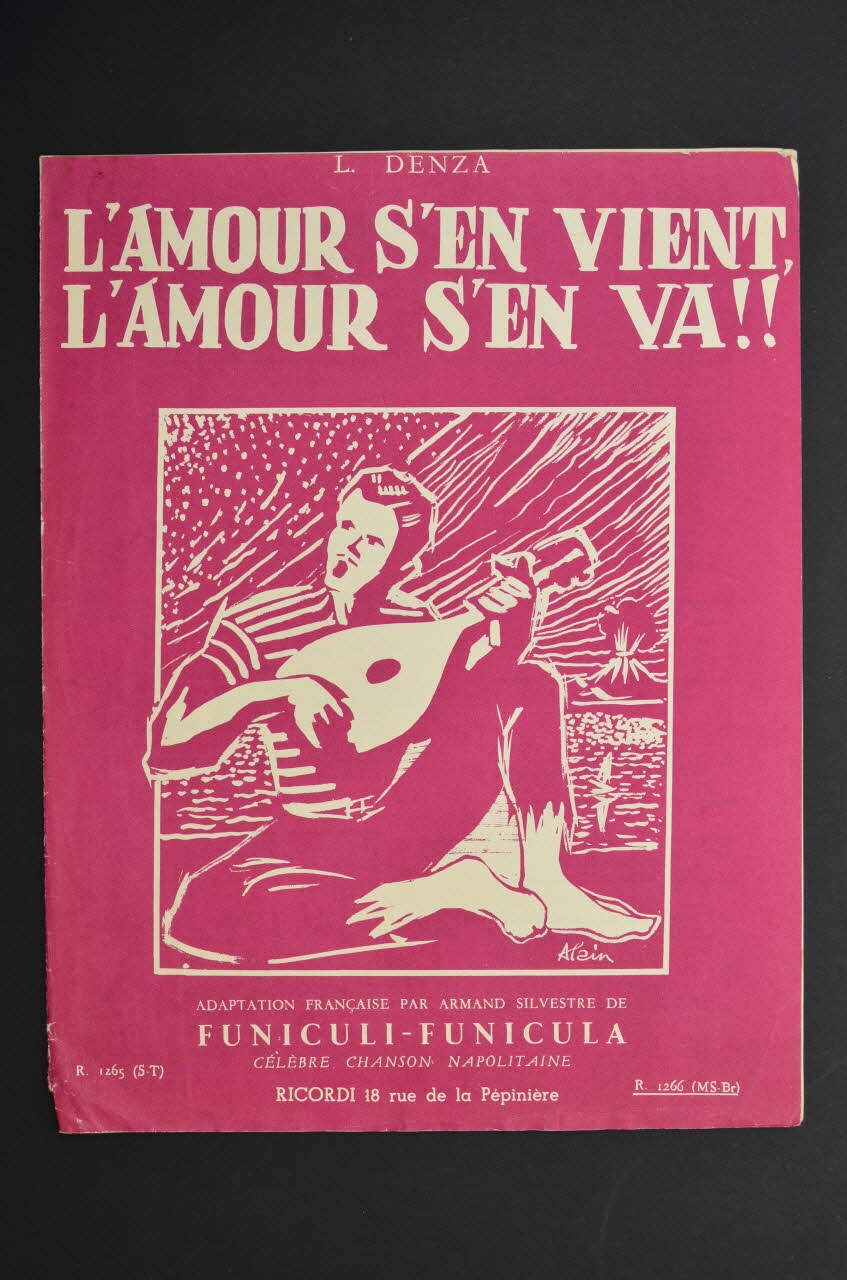 L. DENZA
L'AMOUR S'EN VIENT,
L'AMOUR S'EN VA!!
Alain
ADAPTATION FRANÇAISE PAR ARMAND SILVESTRE DE
FUNICULI-FUNICULA
CÉLÈBRE CHANSON NAPOLITAINE
R. 1265 (S-T)
RICORDI 18 rue de la Pépinière
R. 1266 (MS-Br)